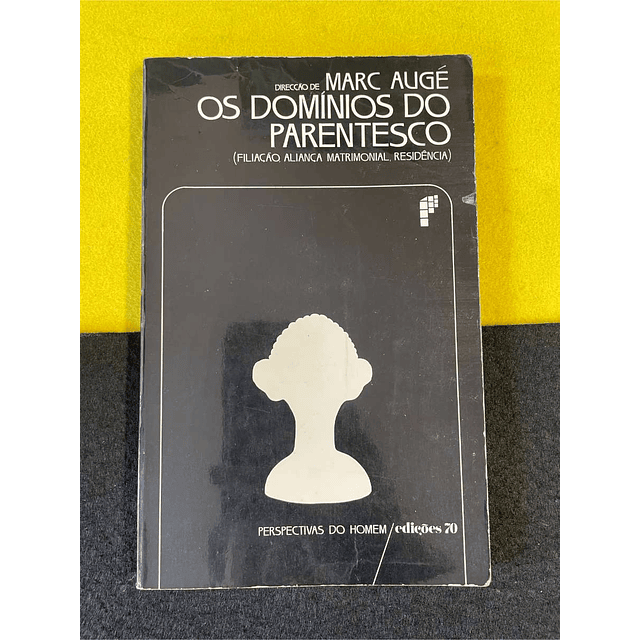 DIRECÇÃO DE MARC AUGÉ
OS DOMÍNIOS DO
PARENTESCO
(FILIAÇÃO, ALIANÇA MATRIMONIAL, RESIDÊNCIA)
PERSPECTIVAS DO HOMEM / edições 70